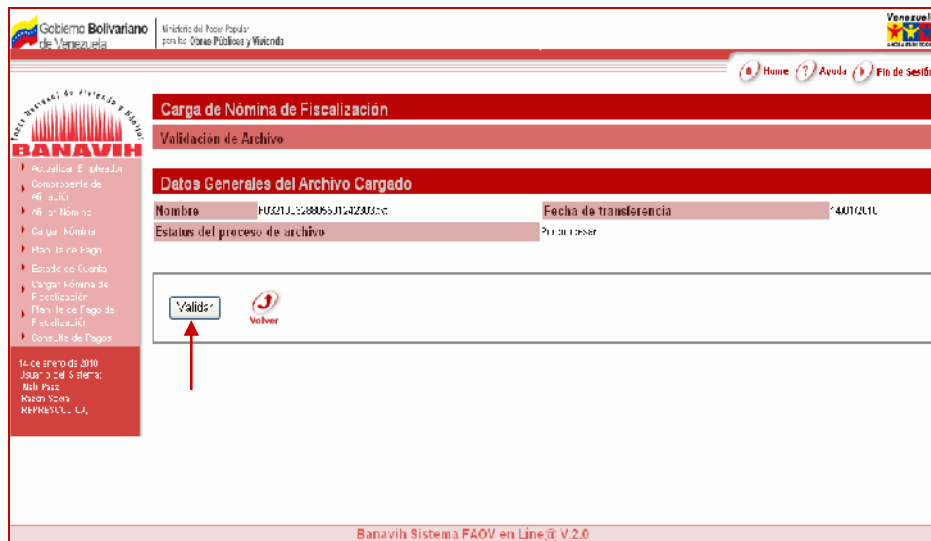 Gobierno Bolivariano
de Venezuela
Ministerio del Poder Popular
para las Obras Públicas y Vivienda
Venezuela
Home Ayuda Fin de Sesión
BANAVIH
Actualizar Empleador
Comprobante de
Afiliación
Afiliar Nómina
Cargar Nómina
Planilla de Pago
Estado de Cuenta
Cargar Nómina de
Fiscalización
Planilla de Pago de
Fiscalización
Consulta de Pagos
14 de enero de 2010
Usuario del Sistema:
Carga de Nómina de Fiscalización
Validación de Archivo
Datos Generales del Archivo Cargado
Nombre
Fecha de transferencia 14/01/2010
Estatus del proceso de archivo Por procesar
Validar
Volver
Banavih Sistema FAOV en Line@ V.2.0